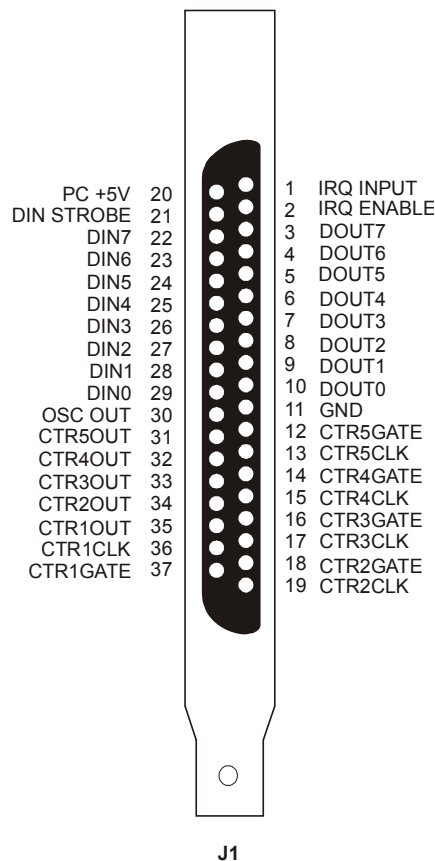 PC +5V 20
DIN STROBE 21
DIN7 22
DIN6 23
DIN5 24
DIN4 25
DIN3 26
DIN2 27
DIN1 28
DIN0 29
OSC OUT 30
CTR5OUT 31
CTR4OUT 32
CTR3OUT 33
CTR2OUT 34
CTR1OUT 35
CTR1CLK 36
CTR1GATE 37
1 IRQ INPUT
2 IRQ ENABLE
3 DOUT7
4 DOUT6
5 DOUT5
6 DOUT4
7 DOUT3
8 DOUT2
9 DOUT1
10 DOUT0
11 GND
12 CTR5GATE
13 CTR5CLK
14 CTR4GATE
15 CTR4CLK
16 CTR3GATE
17 CTR3CLK
18 CTR2GATE
19 CTR2CLK
J1